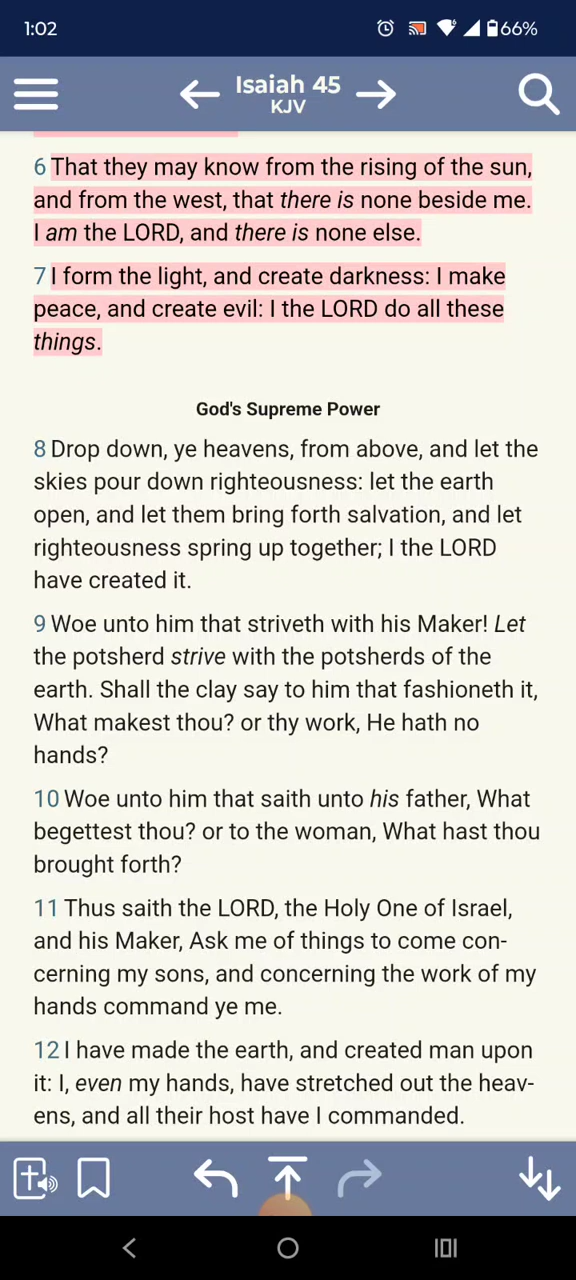 1:02
66%
Isaiah 45
KJV
6 That they may know from the rising of the sun,
and from the west, that there is none beside me.
I am the LORD, and there is none else.
7 I form the light, and create darkness: I make
peace, and create evil: I the LORD do all these
things.
God's Supreme Power
8 Drop down, ye heavens, from above, and let the
skies pour down righteousness: let the earth
open, and let them bring forth salvation, and let
righteousness spring up together; I the LORD
have created it.
9 Woe unto him that striveth with his Maker! Let
the potsherd strive with the potsherds of the
earth. Shall the clay say to him that fashioneth it,
What makest thou? or thy work, He hath no
hands?
10 Woe unto him that saith unto his father, What
begettest thou? or to the woman, What hast thou
brought forth?
11 Thus saith the LORD, the Holy One of Israel,
and his Maker, Ask me of things to come con-
cerning my sons, and concerning the work of my
hands command ye me.
12 I have made the earth, and created man upon
it: I, even my hands, have stretched out the heav-
ens, and all their host have I commanded.